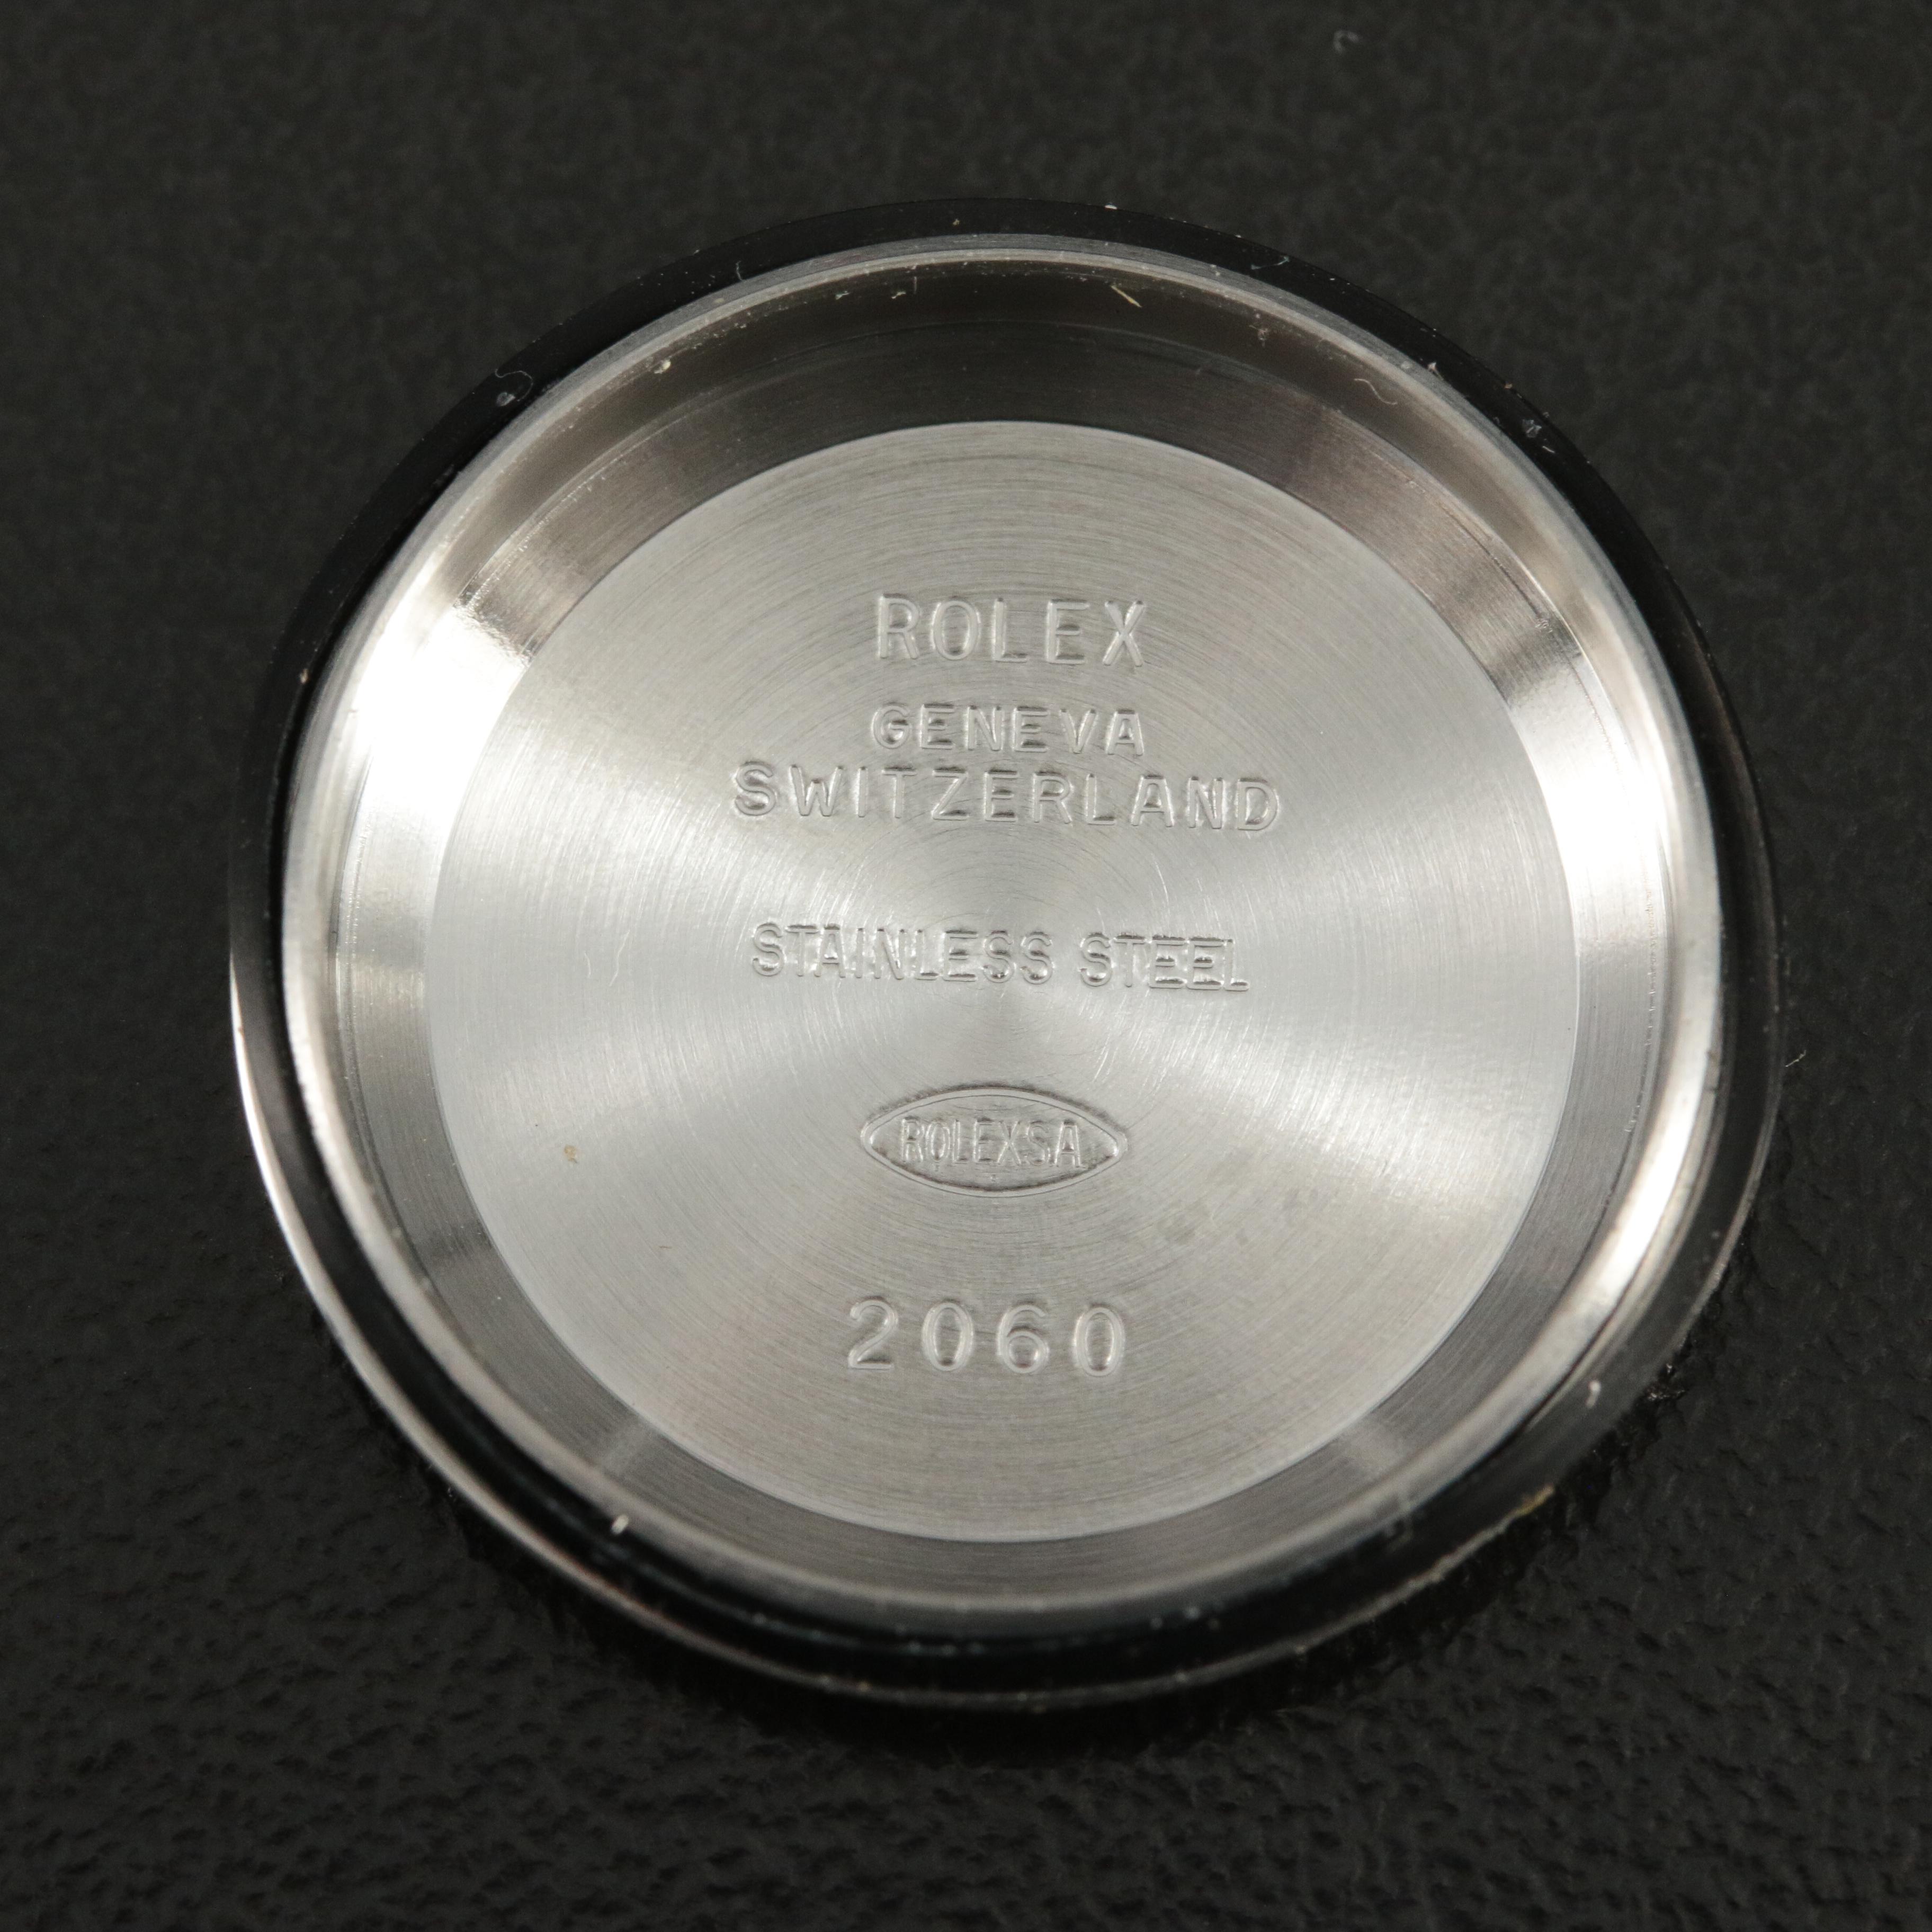 ROLEX
GENEVA
SWITZERLAND
STAINLESS STEEL
ROLEXSA
2060